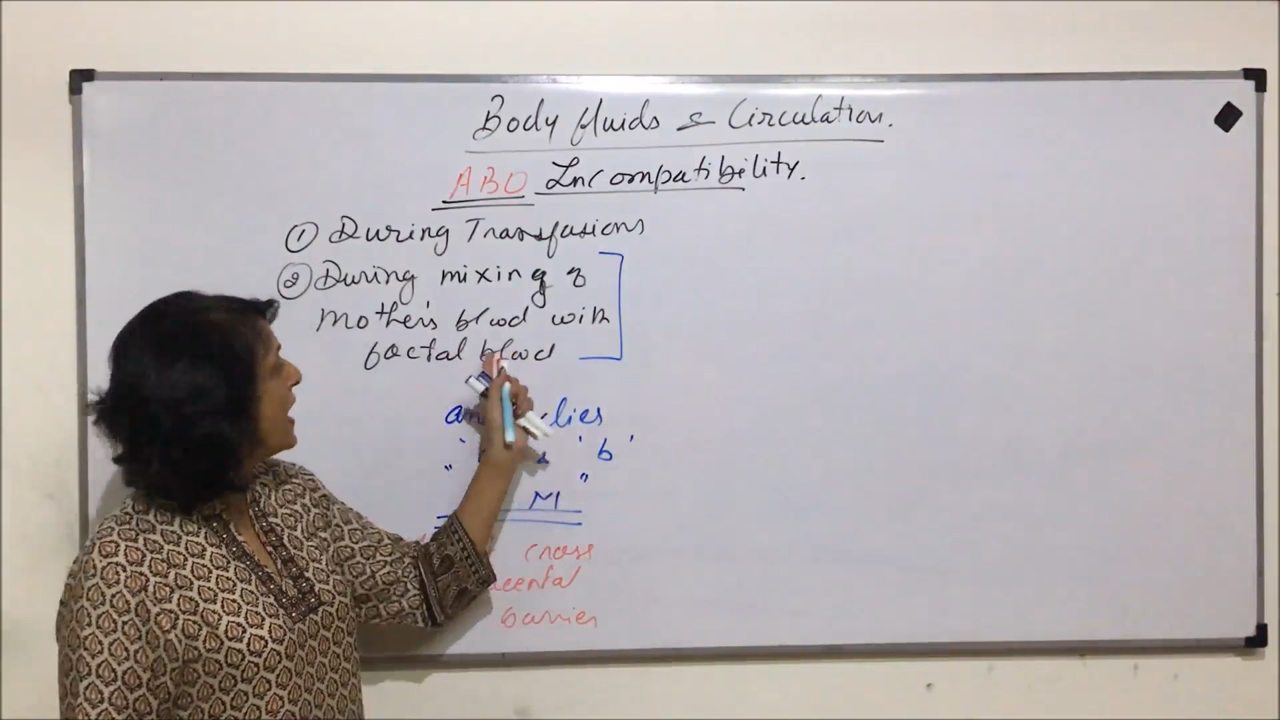 Body fluids & Circulation.
ABO Incompatibility.
① During Transfusions
② During mixing of
Mother's blood with
foetal blood
'b'
M
cross
barrier